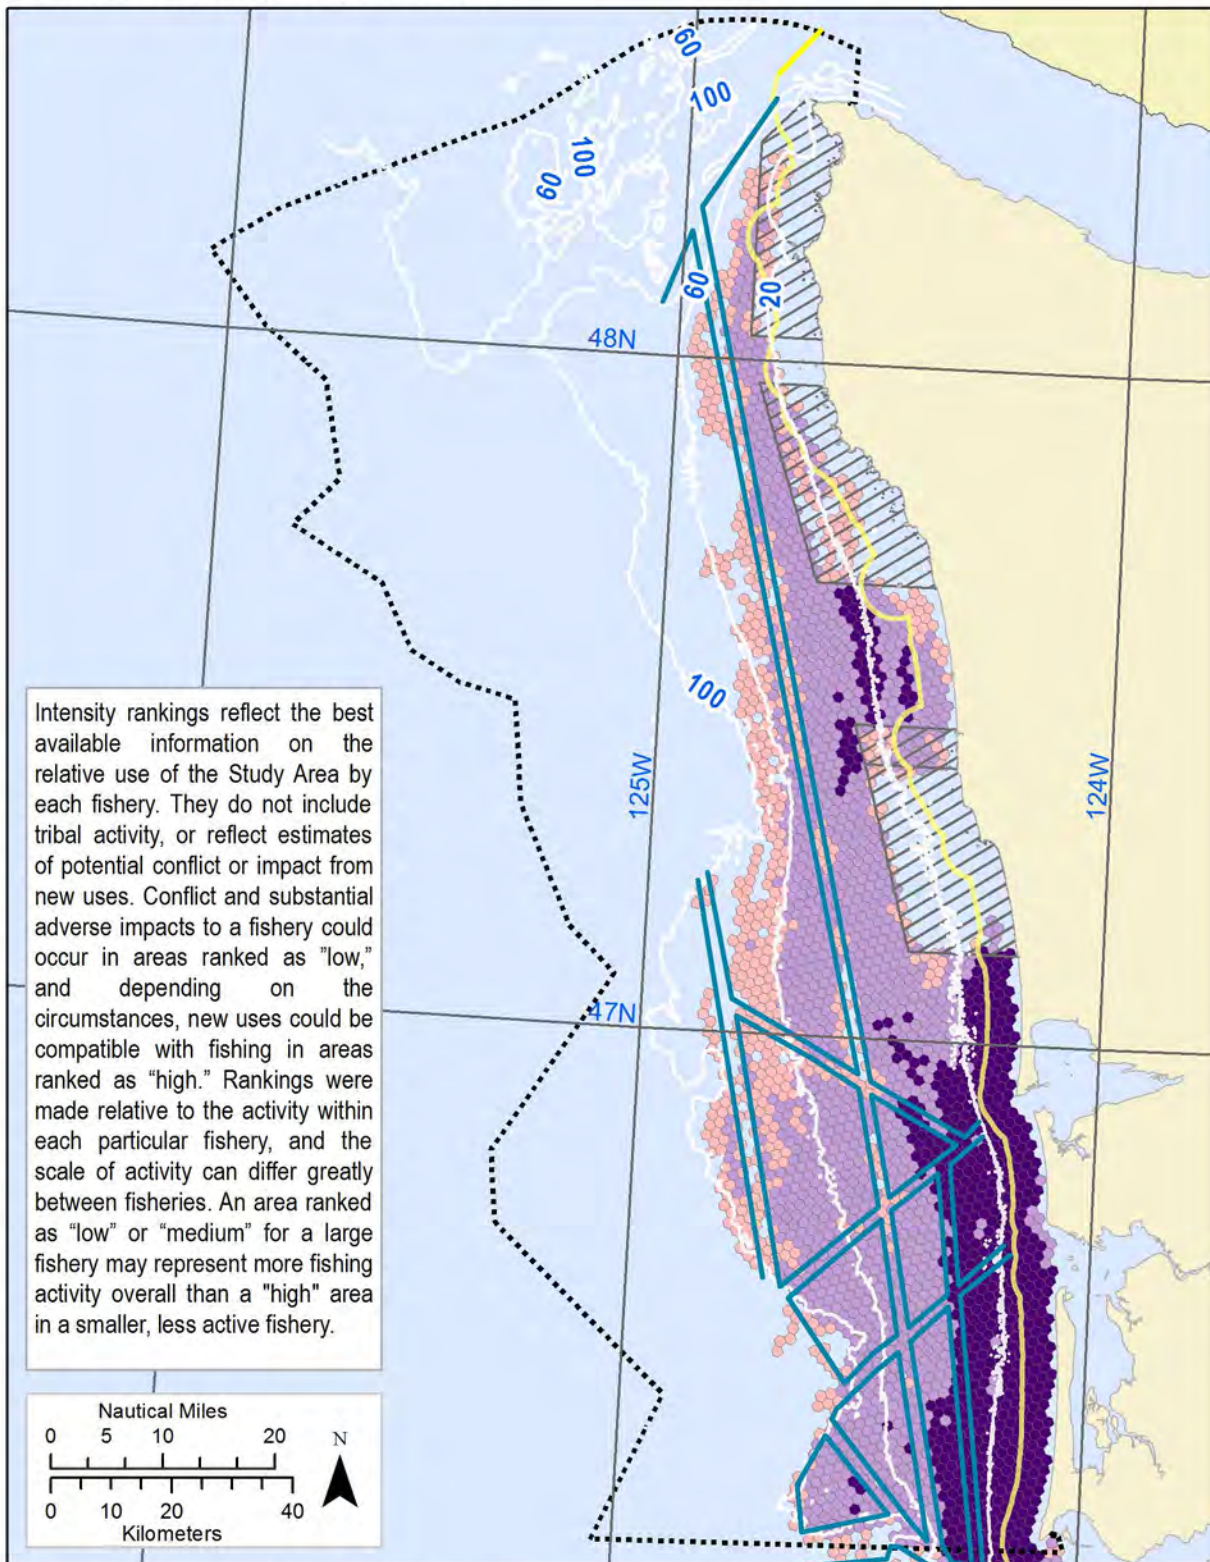 60
100
100
60
20
60
48N
100
Intensity rankings reflect the best
available information on the
relative use of the Study Area by
each fishery. They do not include
tribal activity, or reflect estimates
of potential conflict or impact from
new uses. Conflict and substantial
adverse impacts to a fishery could
occur in areas ranked as "low,"
and depending on the
circumstances, new uses could be
compatible with fishing in areas
ranked as “high.” Rankings were
made relative to the activity within
each particular fishery, and the
scale of activity can differ greatly
between fisheries. An area ranked
as “low” or “medium” for a large
fishery may represent more fishing
activity overall than a "high" area
in a smaller, less active fishery.
125W
124W
47N
Nautical Miles
0 5 10 20
N
0 10 20 40
Kilometers